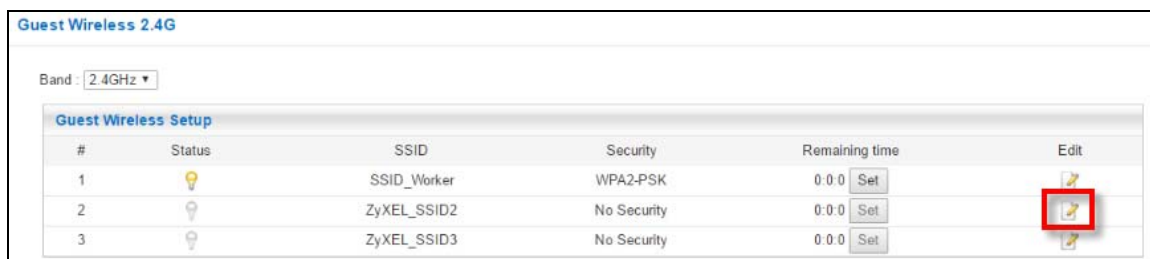 Guest Wireless 2.4G
Band : 2.4GHz
Guest Wireless Setup
# Status SSID Security Remaining time Edit
1 SSID_Worker WPA2-PSK 0:0:0 Set
2 ZyXEL_SSID2 No Security 0:0:0 Set
3 ZyXEL_SSID3 No Security 0:0:0 Set